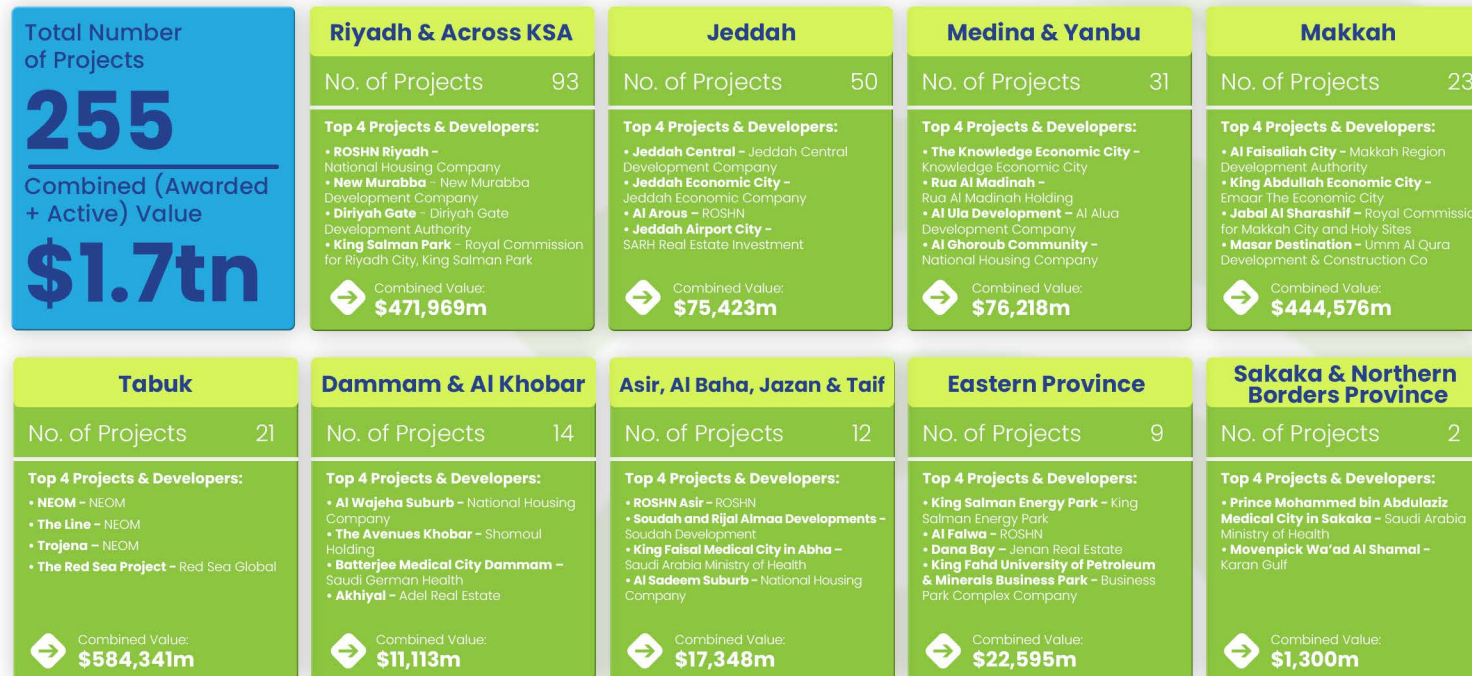 Total Number
of Projects
255
Combined (Awarded
+ Active) Value
$1.7tn
Riyadh & Across KSA
No. of Projects 93
Top 4 Projects & Developers:
• ROSHN Riyadh -
National Housing Company
• New Murabba - New Murabba
Development Company
• Diriyah Gate - Diriyah Gate
Development Authority
• King Salman Park - Royal Commission
for Riyadh City, King Salman Park
Combined Value:
$471,969m
Jeddah
No. of Projects 50
Top 4 Projects & Developers:
• Jeddah Central - Jeddah Central
Development Company
• Jeddah Economic City -
Jeddah Economic Company
• Al Arous – ROSHN
• Jeddah Airport City -
SARH Real Estate Investment
Combined Value:
$75,423m
Medina & Yanbu
No. of Projects 31
Top 4 Projects & Developers:
• The Knowledge Economic City -
Knowledge Economic City
• Rua Al Madinah -
Rua Al Madinah Holding
• Al Ula Development – Al Alua
Development Company
• Al Ghoroub Community -
National Housing Company
Combined Value:
$76,218m
Makkah
No. of Projects 23
Top 4 Projects & Developers:
• Al Faisaliah City - Makkah Region
Development Authority
• King Abdullah Economic City -
Emaar The Economic City
• Jabal Al Sharashif – Royal Commissio
for Makkah City and Holy Sites
• Masar Destination - Umm Al Qura
Development & Construction Co
Combined Value:
$444,576m
Tabuk
No. of Projects 21
Top 4 Projects & Developers:
• NEOM – NEOM
• The Line - NEOM
• Trojena – NEOM
• The Red Sea Project - Red Sea Global
Combined Value:
$584,341m
Dammam & Al Khobar
No. of Projects 14
Top 4 Projects & Developers:
• Al Wajeha Suburb - National Housing
Company
• The Avenues Khobar - Shomoul
Holding
• Batterjee Medical City Dammam –
Saudi German Health
• Akhiyal - Adel Real Estate
Combined Value:
$11,113m
Asir, Al Baha, Jazan & Taif
No. of Projects 12
Top 4 Projects & Developers:
• ROSHN Asir - ROSHN
• Soudah and Rijal Almaa Developments -
Soudah Development
• King Faisal Medical City in Abha –
Saudi Arabia Ministry of Health
• Al Sadeem Suburb - National Housing
Company
Combined Value:
$17,348m
Eastern Province
No. of Projects 9
Top 4 Projects & Developers:
• King Salman Energy Park - King
Salman Energy Park
• Al Falwa - ROSHN
• Dana Bay – Jenan Real Estate
• King Fahd University of Petroleum
& Minerals Business Park - Business
Park Complex Company
Combined Value:
$22,595m
Sakaka & Northern
Borders Province
No. of Projects 2
Top 4 Projects & Developers:
• Prince Mohammed bin Abdulaziz
Medical City in Sakaka - Saudi Arabia
Ministry of Health
• Movenpick Wa'ad Al Shamal -
Karan Gulf
Combined Value:
$1,300m